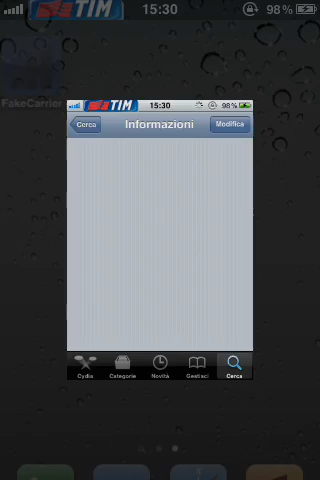 TIM 15:30 98%
FakeCarrier
TIM 15:30 98%
Cerca Informazioni Modifica
Cydia Categorie Novità Gestisci Cerca